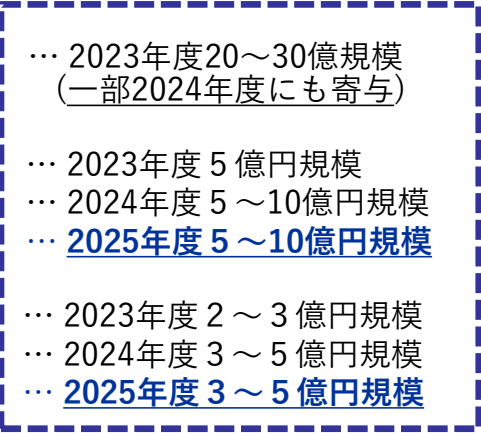 … 2023年度20～30億規模
(一部2024年度にも寄与)
… 2023年度５億円規模
… 2024年度５～10億円規模
… 2025年度５～10億円規模
… 2023年度２～３億円規模
… 2024年度３～５億円規模
… 2025年度３～５億円規模